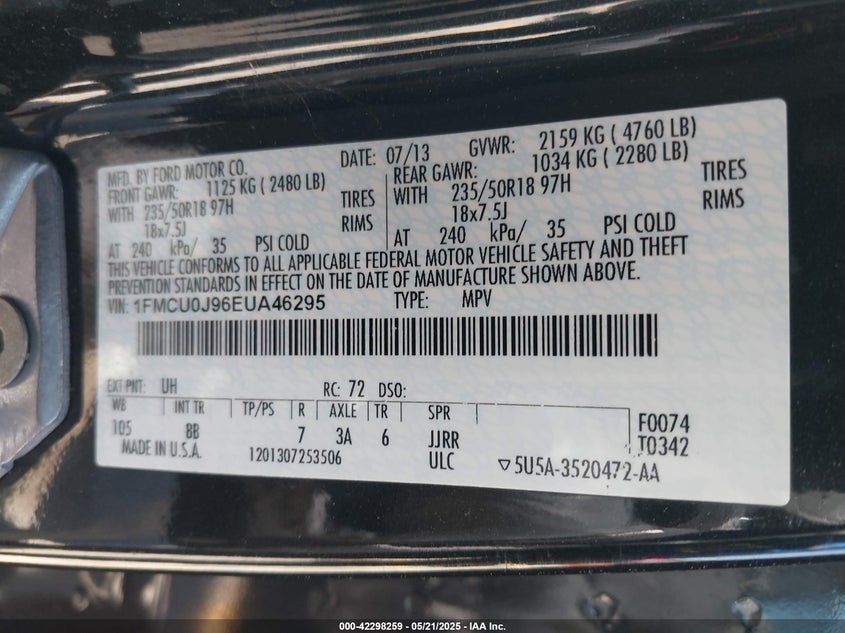 MFD. BY FORD MOTOR CO. DATE: 07/13 GVWR: 2159 KG ( 4760 LB)
FRONT GAWR: 1125 KG ( 2480 LB) REAR GAWR: 1034 KG ( 2280 LB)
WITH 235/50R18 97H TIRES WITH 235/50R18 97H TIRES
18x7.5J RIMS 18x7.5J RIMS
AT 240 kPa/ 35 PSI COLD AT 240 kPa/ 35 PSI COLD
THIS VEHICLE CONFORMS TO ALL APPLICABLE FEDERAL MOTOR VEHICLE SAFETY AND THEFT
PREVENTION STANDARDS IN EFFECT ON THE DATE OF MANUFACTURE SHOWN ABOVE.
VIN: 1FMCU0J96EUA46295 TYPE: MPV
EXT PNT: UH RC: 72 DSO:
WB INT TR TP/PS R AXLE TR SPR F0074
105 8B 7 3A 6 JJRR T0342
MADE IN U.S.A. 1201307253506 ULC ▽5U5A-3520472-AA
000-42298259 - 05/21/2025 - IAA Inc.